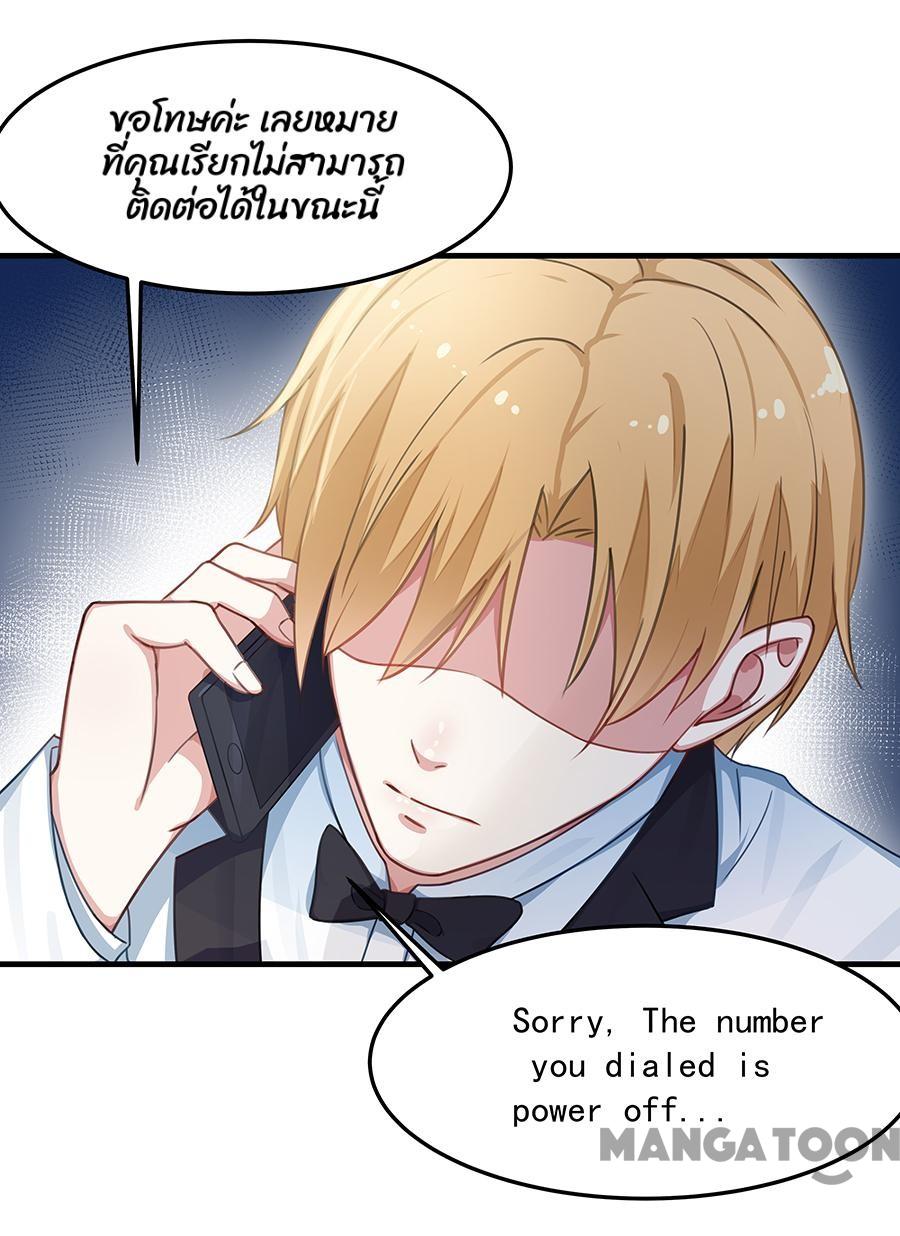 ขอโทษค่ะ เลยหมาย
ที่คุณเรียกไม่สามารถ
ติดต่อได้ในขณะนี้
Sorry, The number
you dialed is
power off...
MANGATOON